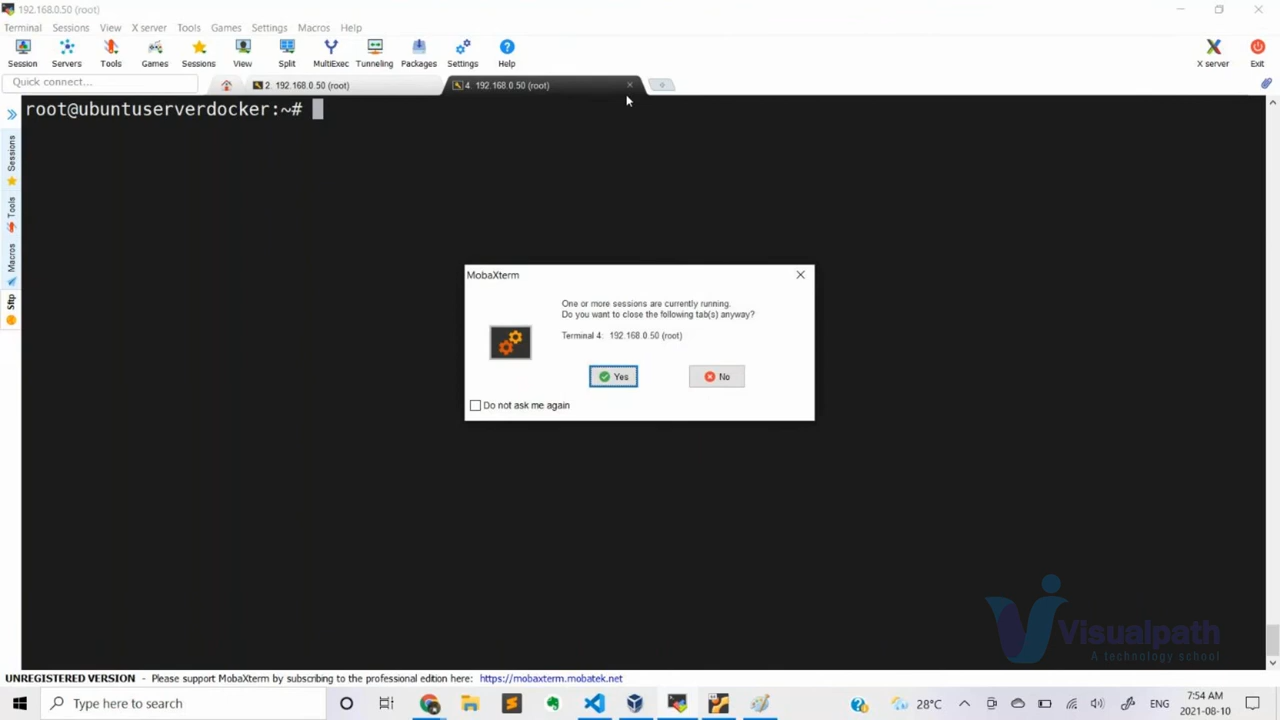 192.168.0.50 (root)
Terminal Sessions View X server Tools Games Settings Macros Help
Session Servers Tools Games Sessions View Split MultiExec Tunneling Packages Settings Help X server Exit
Quick connect...
2. 192.168.0.50 (root)
4. 192.168.0.50 (root)
root@ubuntuserverdocker:~#
Sessions
Tools
Macros
Sftp
MobaXterm
One or more sessions are currently running.
Do you want to close the following tab(s) anyway?
Terminal 4: 192.168.0.50 (root)
Yes No
Do not ask me again
Visualpath
A technology school
UNREGISTERED VERSION - Please support MobaXterm by subscribing to the professional edition here: https://mobaxterm.mobatek.net
Type here to search
28°C
ENG
7:54 AM
2021-08-10